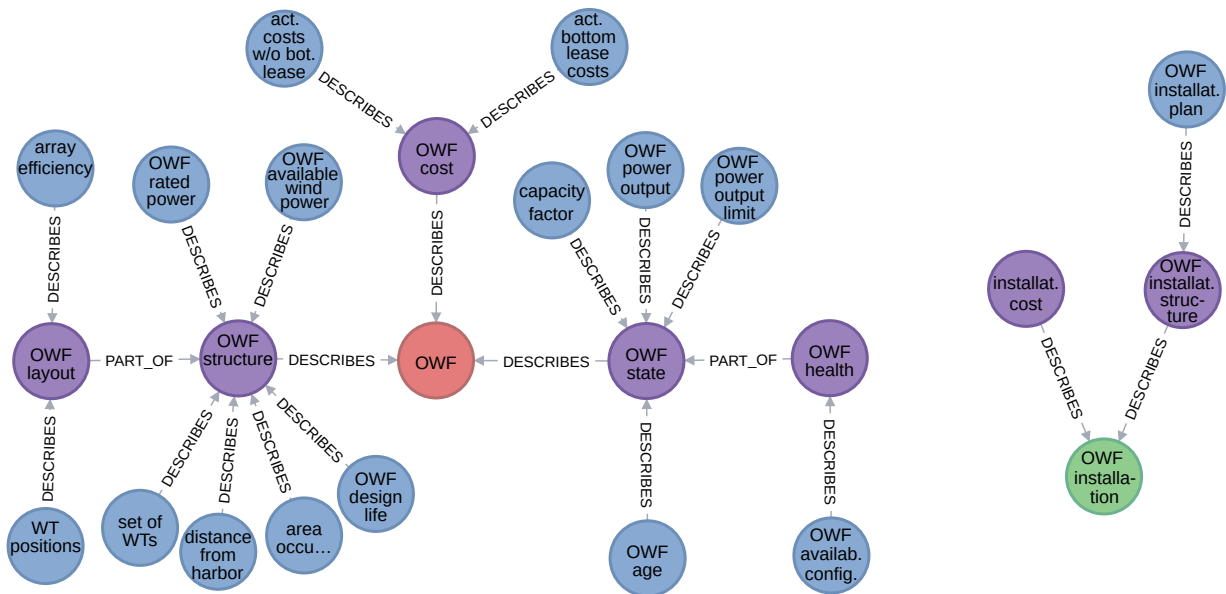 act.
costs
w/o bot.
lease
act.
bottom
lease
costs
DESCRIBES
DESCRIBES
OWF
installat.
plan
array
efficiency
OWF
rated
power
OWF
available
wind
power
OWF
cost
capacity
factor
OWF
power
output
OWF
power
output
limit
DESCRIBES
DESCRIBES
DESCRIBES
DESCRIBES
DESCRIBES
DESCRIBES
DESCRIBES
DESCRIBES
installat.
cost
OWF
installat.
struc-
ture
OWF
layout
PART_OF
OWF
structure
DESCRIBES
OWF
DESCRIBES
OWF
state
PART_OF
OWF
health
DESCRIBES
DESCRIBES
DESCRIBES
DESCRIBES
DESCRIBES
DESCRIBES
DESCRIBES
DESCRIBES
DESCRIBES
OWF
installa-
tion
WT
positions
set of
WTs
distance
from
harbor
area
occu...
OWF
design
life
OWF
age
OWF
availab.
config.